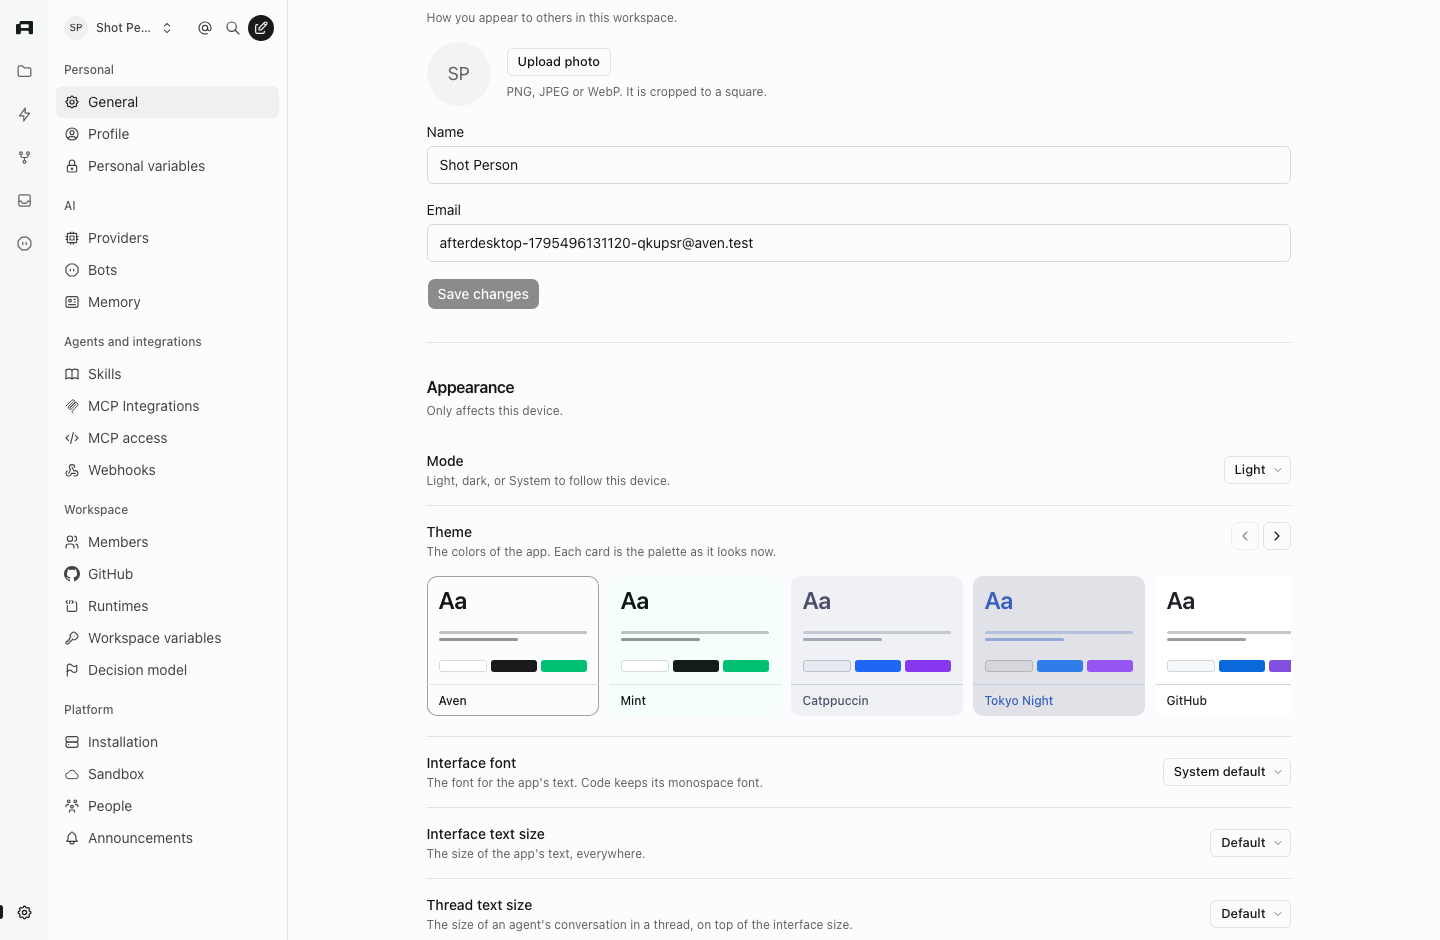 SP
Shot Pe...
Personal
General
Profile
Personal variables
AI
Providers
Bots
Memory
Agents and integrations
Skills
MCP Integrations
MCP access
Webhooks
Workspace
Members
GitHub
Runtimes
Workspace variables
Decision model
Platform
Installation
Sandbox
People
Announcements
How you appear to others in this workspace.
SP
Upload photo
PNG, JPEG or WebP. It is cropped to a square.
Name
Shot Person
Email
afterdesktop-1795496131120-qkupsr@aven.test
Save changes
Appearance
Only affects this device.
Mode
Light, dark, or System to follow this device.
Light
Theme
The colors of the app. Each card is the palette as it looks now.
Aa
Aven
Aa
Mint
Aa
Catppuccin
Aa
Tokyo Night
Aa
GitHub
Interface font
The font for the app's text. Code keeps its monospace font.
System default
Interface text size
The size of the app's text, everywhere.
Default
Thread text size
The size of an agent's conversation in a thread, on top of the interface size.
Default